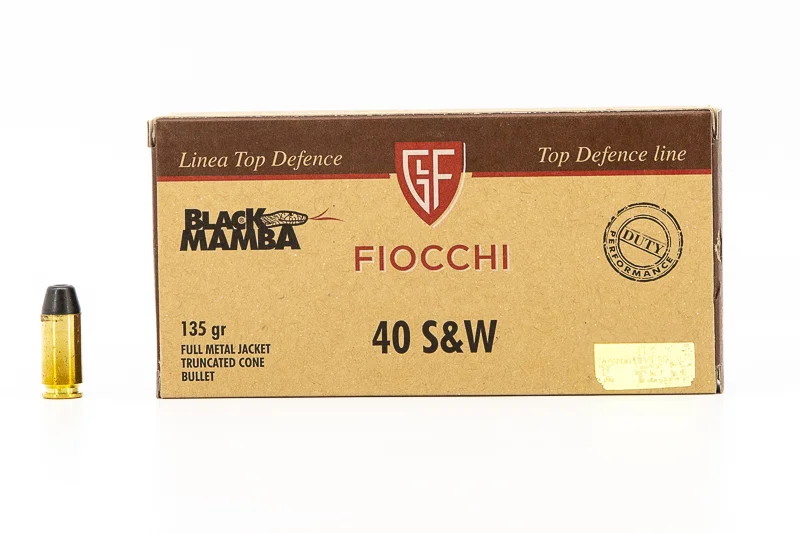 Linea Top Defence
GFL
Top Defence line
BLACK
MAMBA
FIOCCHI
DUTY
PERFORMANCE
135 gr
FULL METAL JACKET
TRUNCATED CONE
BULLET
40 S&W